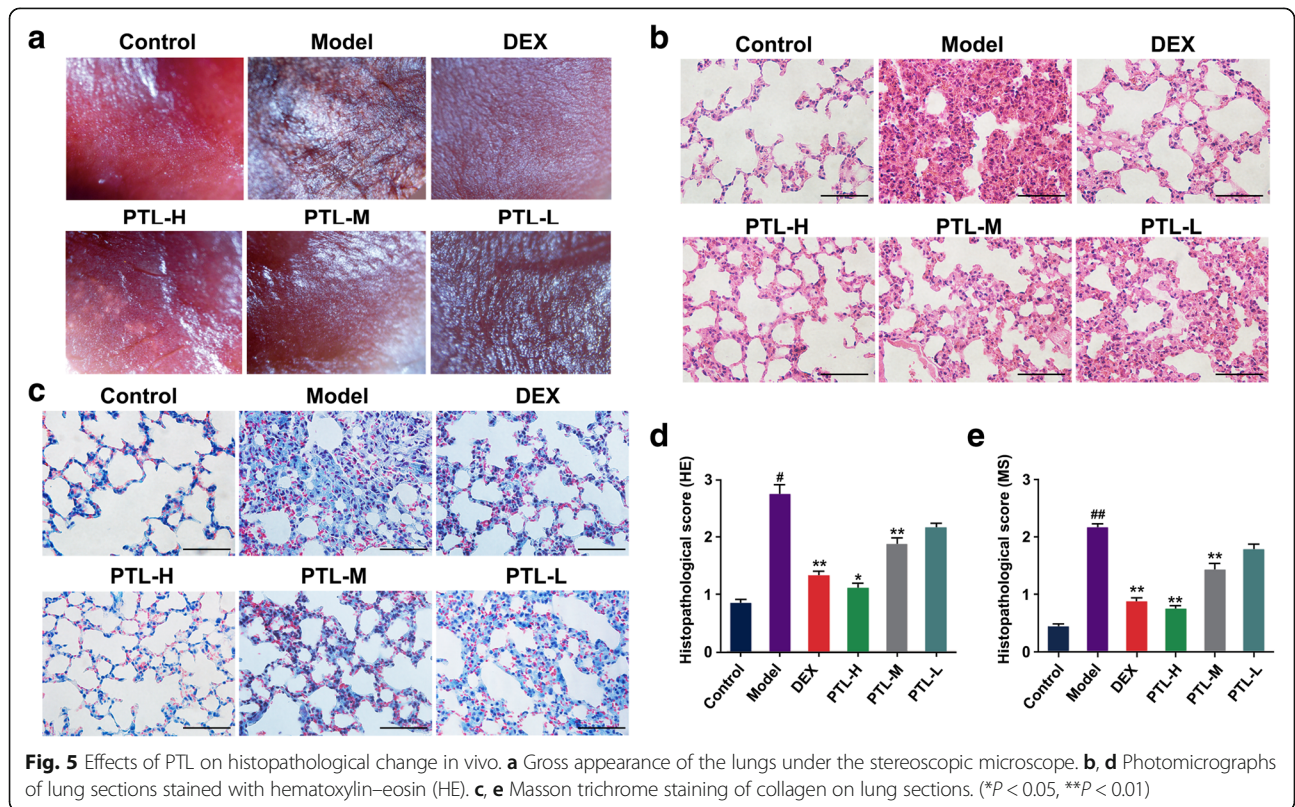 a
Control Model DEX
PTL-H PTL-M PTL-L
b
Control Model DEX
PTL-H PTL-M PTL-L
c
Control Model DEX
PTL-H PTL-M PTL-L
d
Histopathological score (HE)
3
2
1
0
#
**
*
**
Control Model DEX PTL-H PTL-M PTL-L
e
Histopathological score (MS)
3
2
1
0
##
**
**
**
Control Model DEX PTL-H PTL-M PTL-L
Fig. 5 Effects of PTL on histopathological change in vivo. a Gross appearance of the lungs under the stereoscopic microscope. b, d Photomicrographs
of lung sections stained with hematoxylin–eosin (HE). c, e Masson trichrome staining of collagen on lung sections. (*P < 0.05, **P < 0.01)